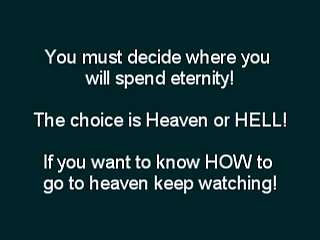 You must decide where you
will spend eternity!
The choice is Heaven or HELL!
If you want to know HOW to
go to heaven keep watching!